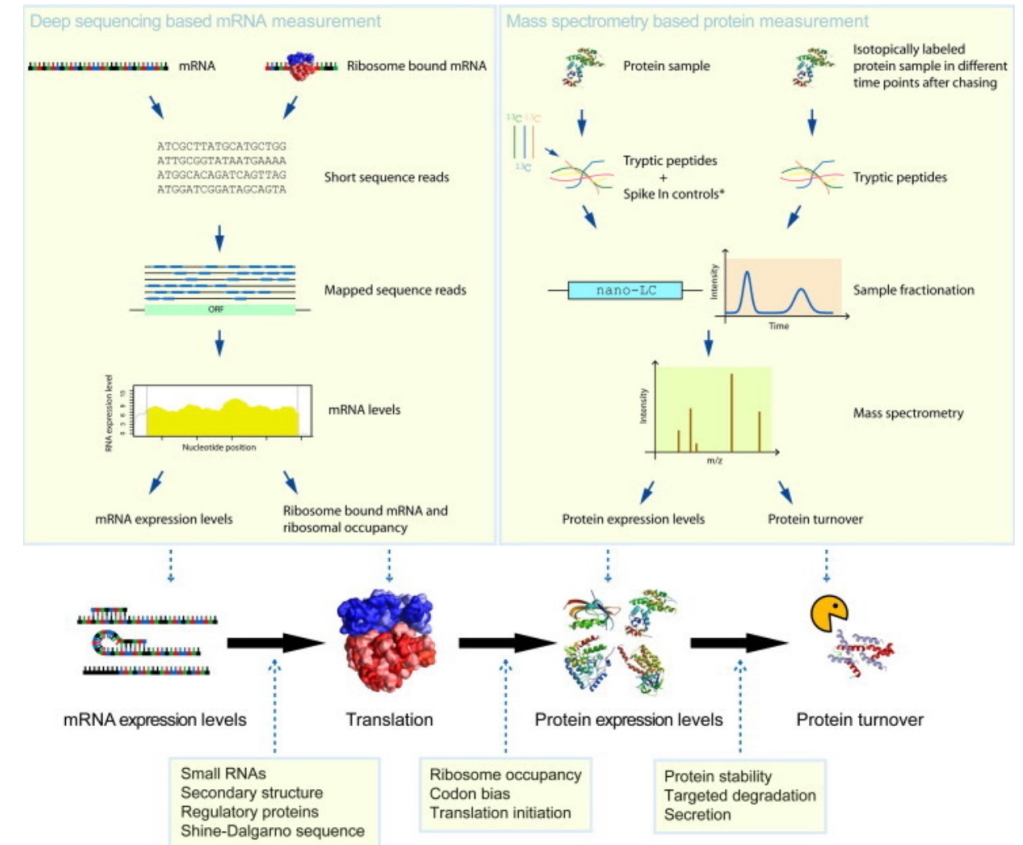 Deep sequencing based mRNA measurement
mRNA
Ribosome bound mRNA
ATCGCTTATGCATGCTGG
ATTGCGGTATAATGAAAA
ATGGCACAGATCAGTTAG
ATGGATCGGATAGCAGTA
Short sequence reads
Mapped sequence reads
ORF
RNA expression level
mRNA levels
Nucleotide position
mRNA expression levels
Ribosome bound mRNA and
ribosomal occupancy
Mass spectrometry based protein measurement
Protein sample
Isotopically labeled
protein sample in different
time points after chasing
Tryptic peptides
+
Spike In controls*
Tryptic peptides
nano-LC
Intensity
Time
Sample fractionation
Intensity
m/z
Mass spectrometry
Protein expression levels
Protein turnover
mRNA expression levels
Translation
Protein expression levels
Protein turnover
Small RNAs
Secondary structure
Regulatory proteins
Shine-Dalgarno sequence
Ribosome occupancy
Codon bias
Translation initiation
Protein stability
Targeted degradation
Secretion